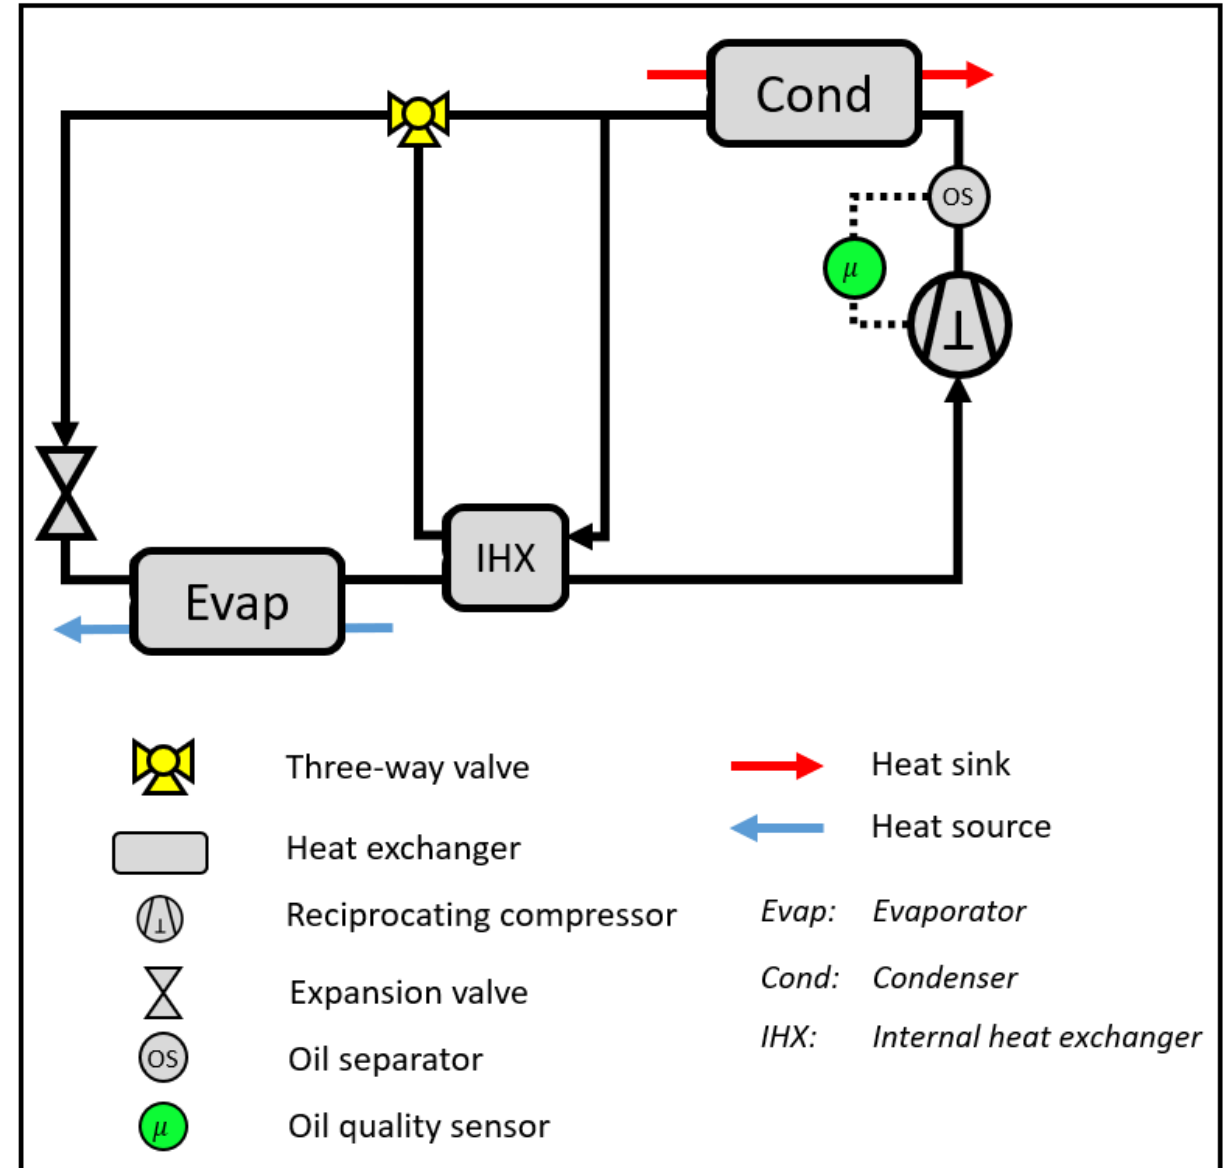 Cond
OS
μ
IHX
Evap
Three-way valve
Heat exchanger
Reciprocating compressor
Expansion valve
OS
Oil separator
μ
Oil quality sensor
Heat sink
Heat source
Evap: Evaporator
Cond: Condenser
IHX: Internal heat exchanger